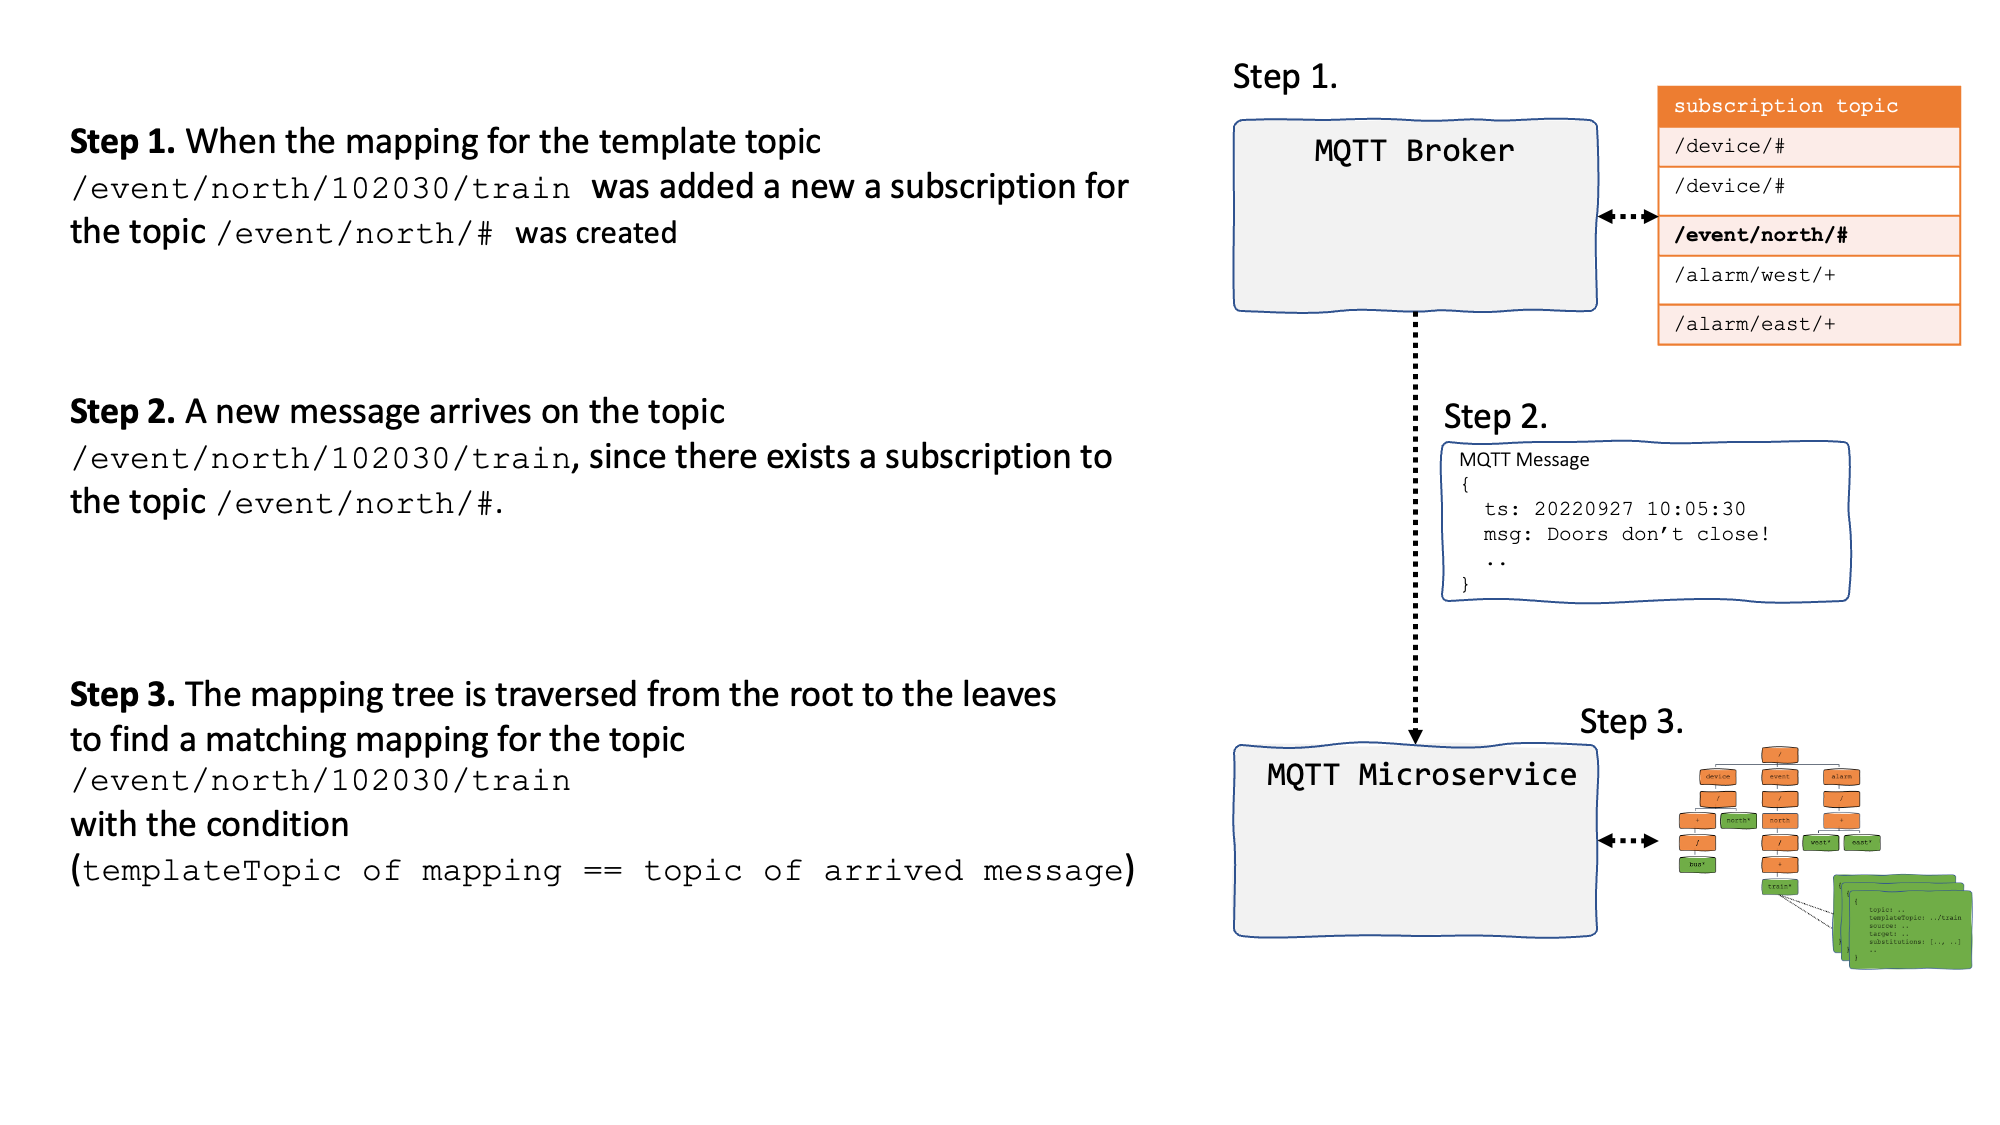 Step 1. When the mapping for the template topic
/event/north/102030/train was added a new a subscription for
the topic /event/north/# was created
Step 2. A new message arrives on the topic
/event/north/102030/train, since there exists a subscription to
the topic /event/north/#.
Step 3. The mapping tree is traversed from the root to the leaves
to find a matching mapping for the topic
/event/north/102030/train
with the condition
(templateTopic of mapping == topic of arrived message)
Step 1.
MQTT Broker
subscription topic
/device/#
/device/#
/event/north/#
/alarm/west/+
/alarm/east/+
Step 2.
MQTT Message
{
ts: 20220927 10:05:30
msg: Doors don’t close!
..
}
Step 3.
MQTT Microservice
/
device event alarm
/ / /
+ north* north +
/ / west* east*
bus* +
train*
{
topic: ..
templateTopic: ../train
source: ..
target: ..
substitutions: [.., ..]
..
}